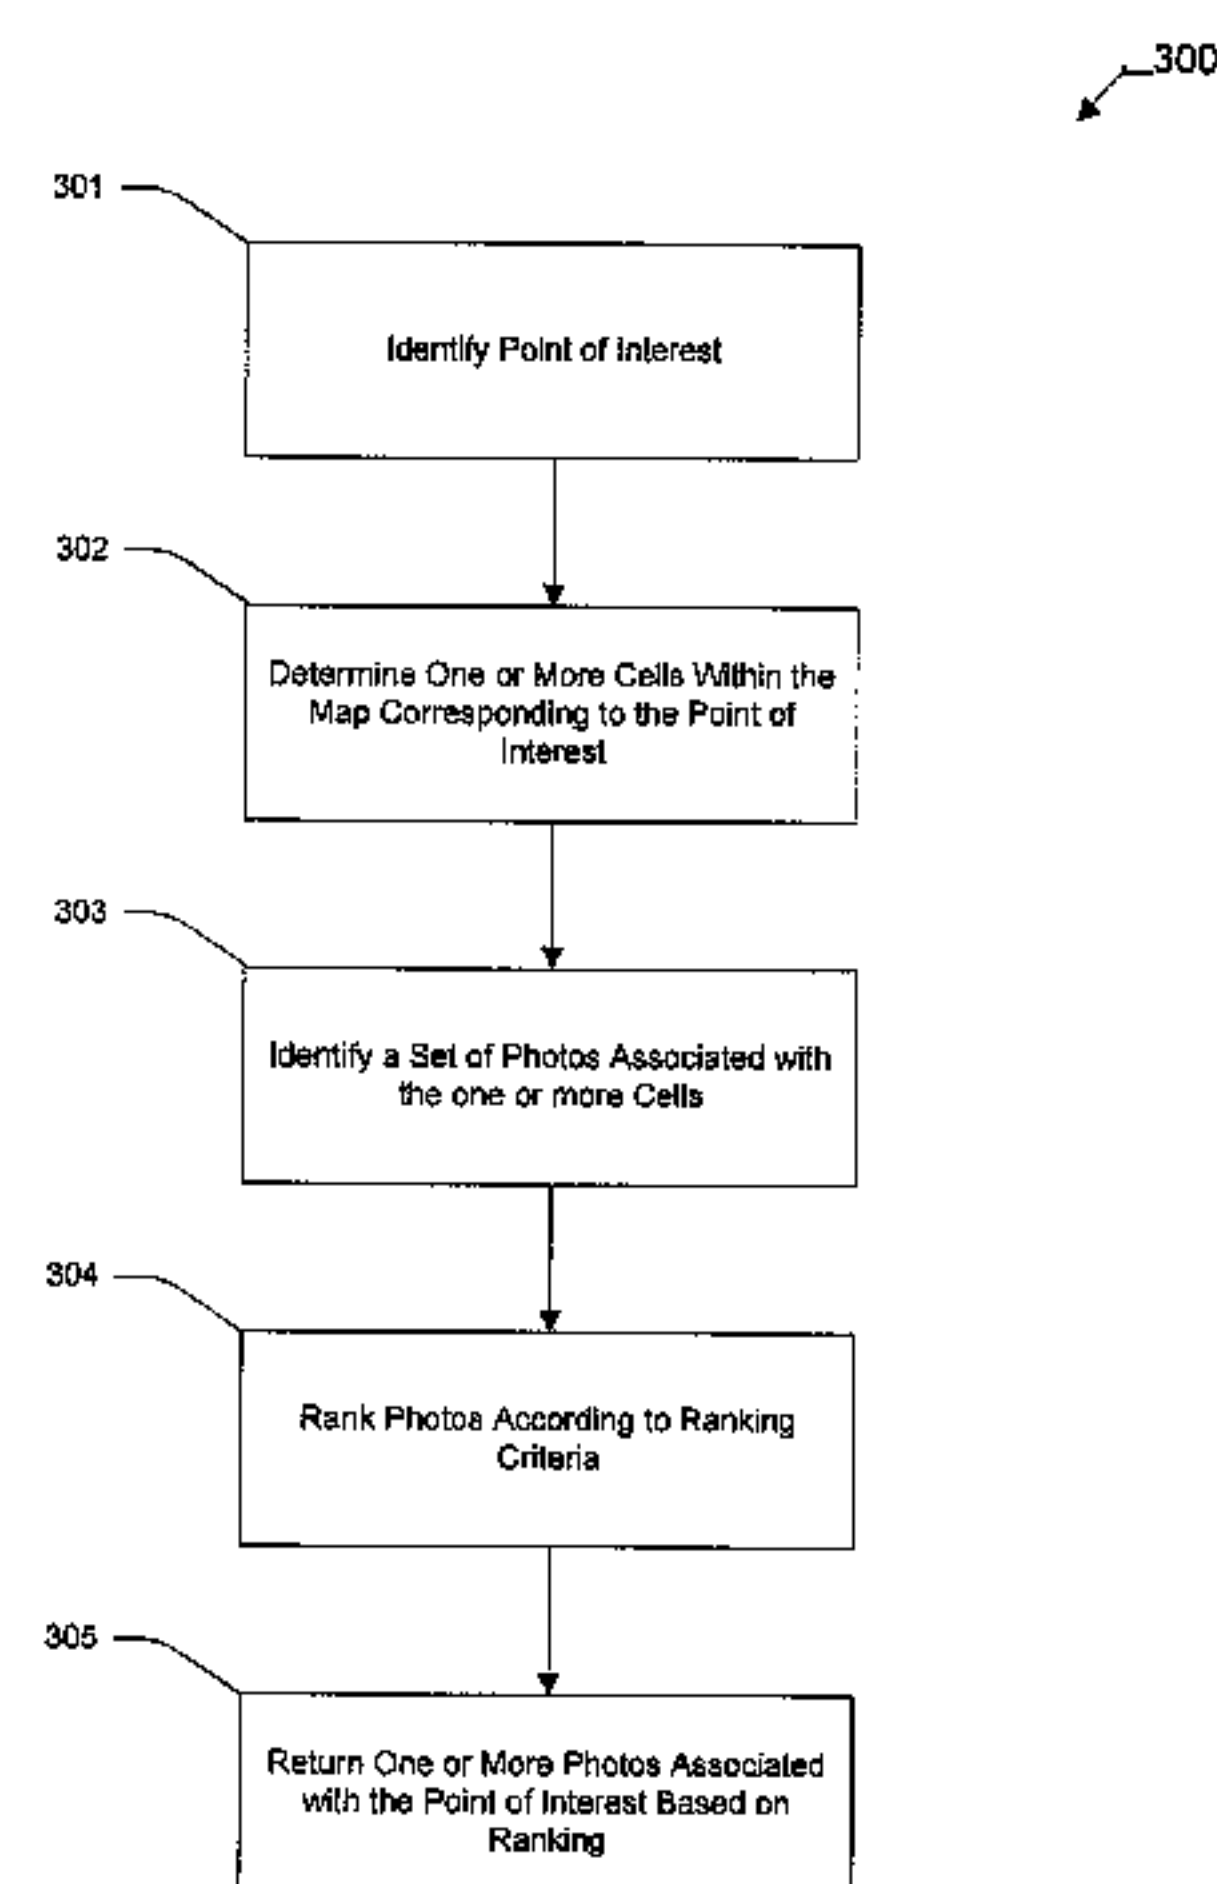 300
301
Identify Point of Interest
302
Determine One or More Cells Within the
Map Corresponding to the Point of
Interest
303
Identify a Set of Photos Associated with
the one or more Cells
304
Rank Photos According to Ranking
Criteria
305
Return One or More Photos Associated
with the Point of Interest Based on
Ranking